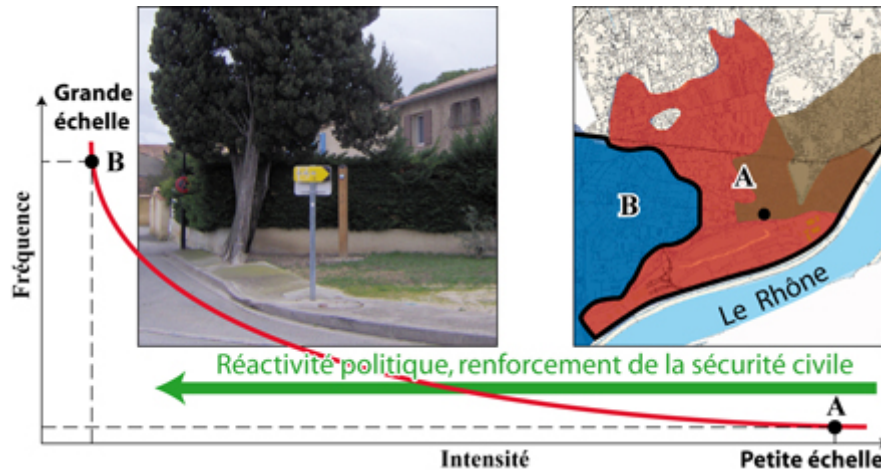 Grande
échelle
B
Fréquence
A
B
Le Rhône
Réactivité politique, renforcement de la sécurité civile
A
Intensité
Petite échelle